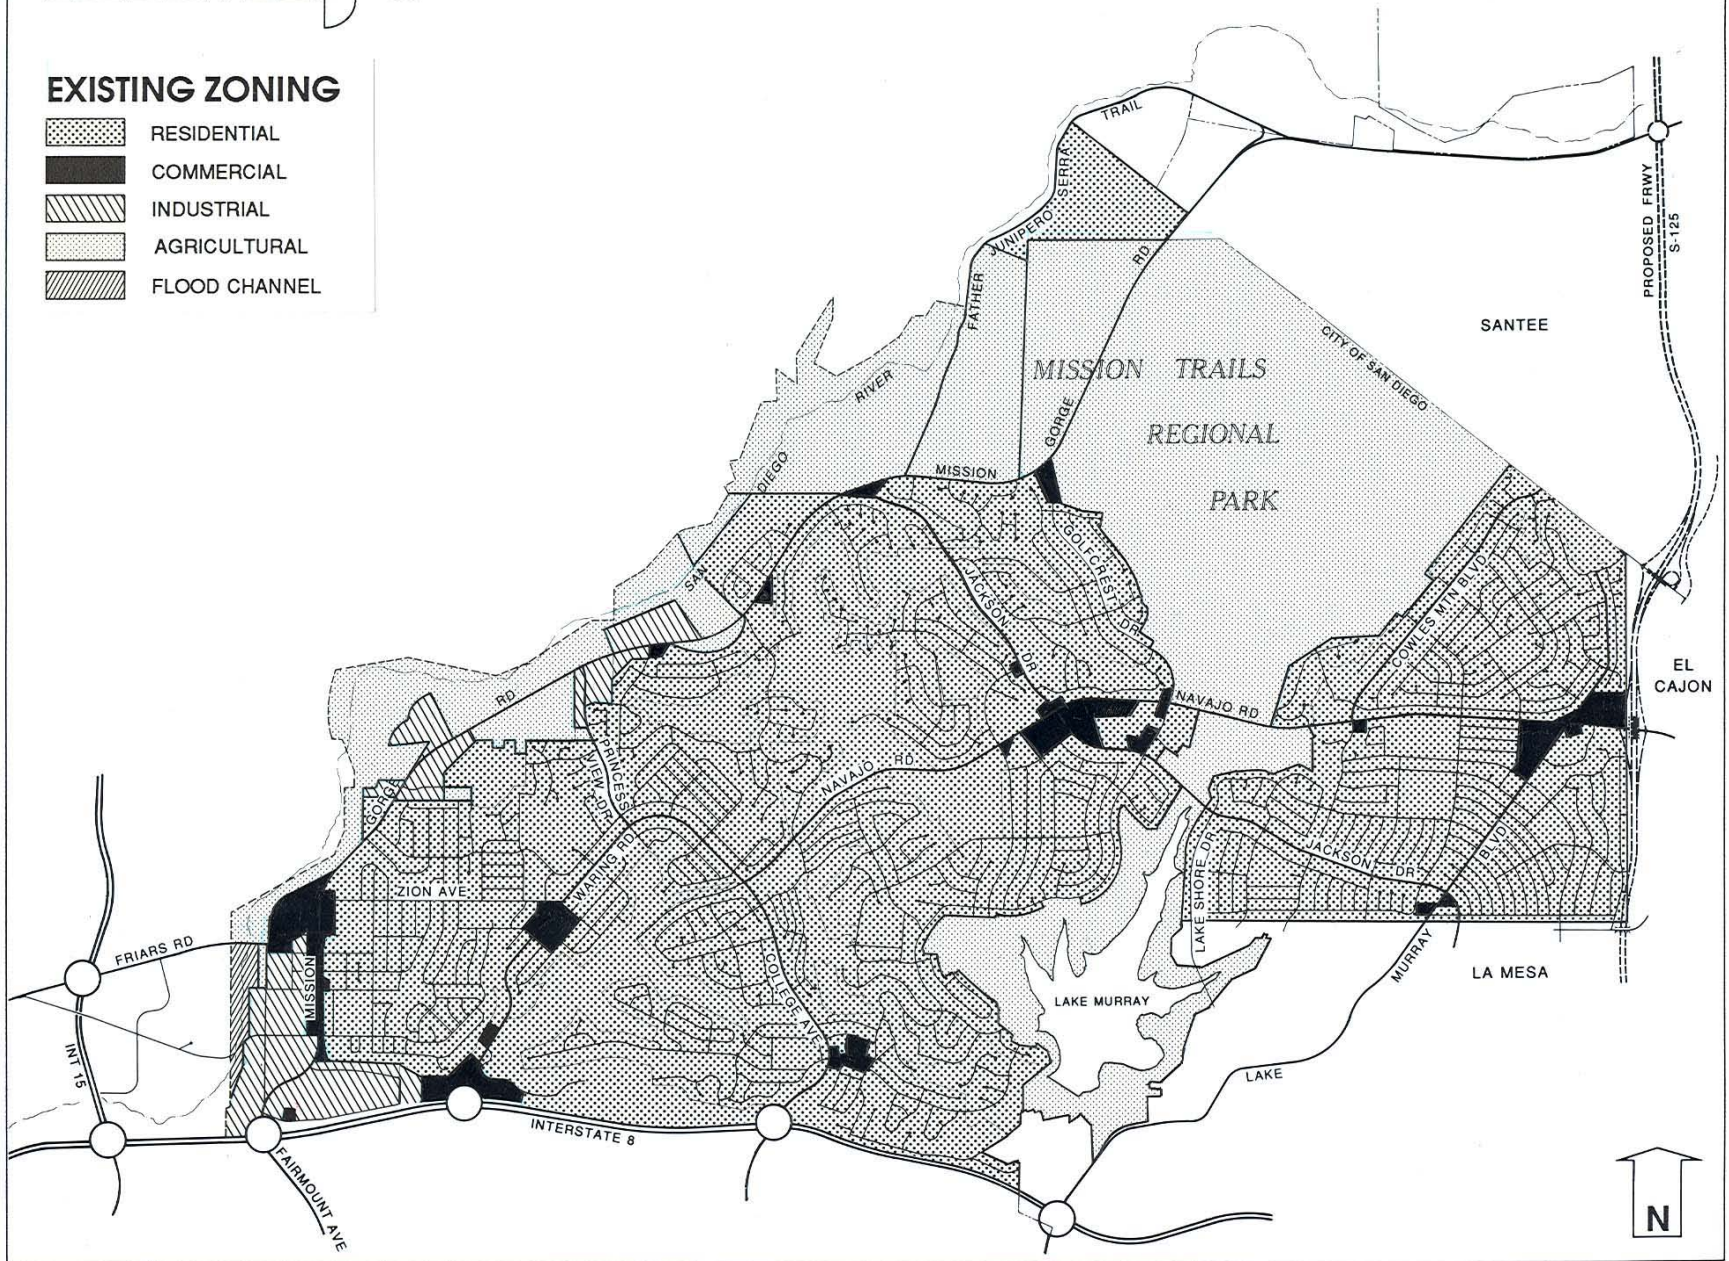 EXISTING ZONING
RESIDENTIAL
COMMERCIAL
INDUSTRIAL
AGRICULTURAL
FLOOD CHANNEL
TRAIL
SERRA
JUNIPERO
FATHER
RD
PROPOSED FRWY
S-125
SANTEE
CITY OF SAN DIEGO
MISSION TRAILS
REGIONAL
PARK
RIVER
DIEGO
SAN
GORGE
MISSION
GOLFCREST DR
JACKSON
DR
COWLES MTN BLVD
EL
CAJON
NAVAJO RD
RD
PRINCESS
VIEW DR
NAVAJO RD
GORGE
WARING RD
ZION AVE
JACKSON DR
BLVD
LAKE SHORE DR
FRIARS RD
MISSION
COLLEGE AVE
LAKE MURRAY
MURRAY
LA MESA
INT 15
LAKE
INTERSTATE 8
FAIRMOUNT AVE
N